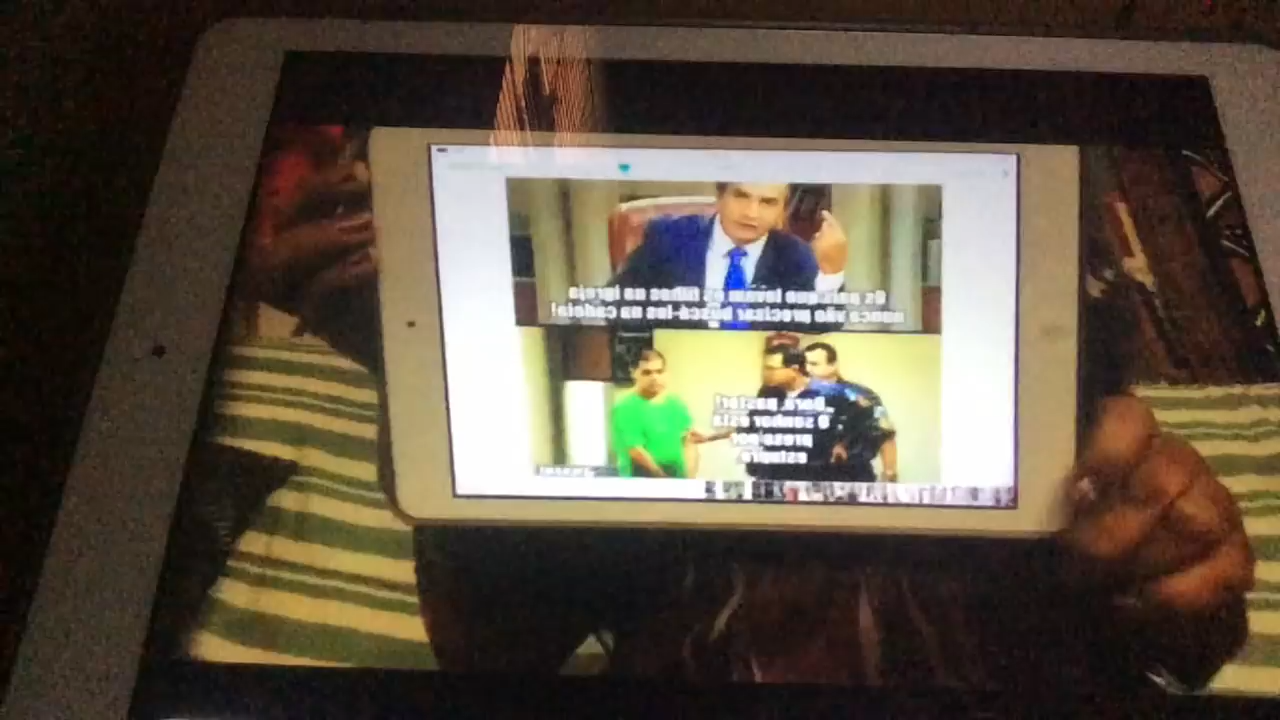 Os pais que levam os filhos na igreja
nunca vão precisar buscá-los na cadeia!
Bora, pastor!
O senhor está
preso por
estupro